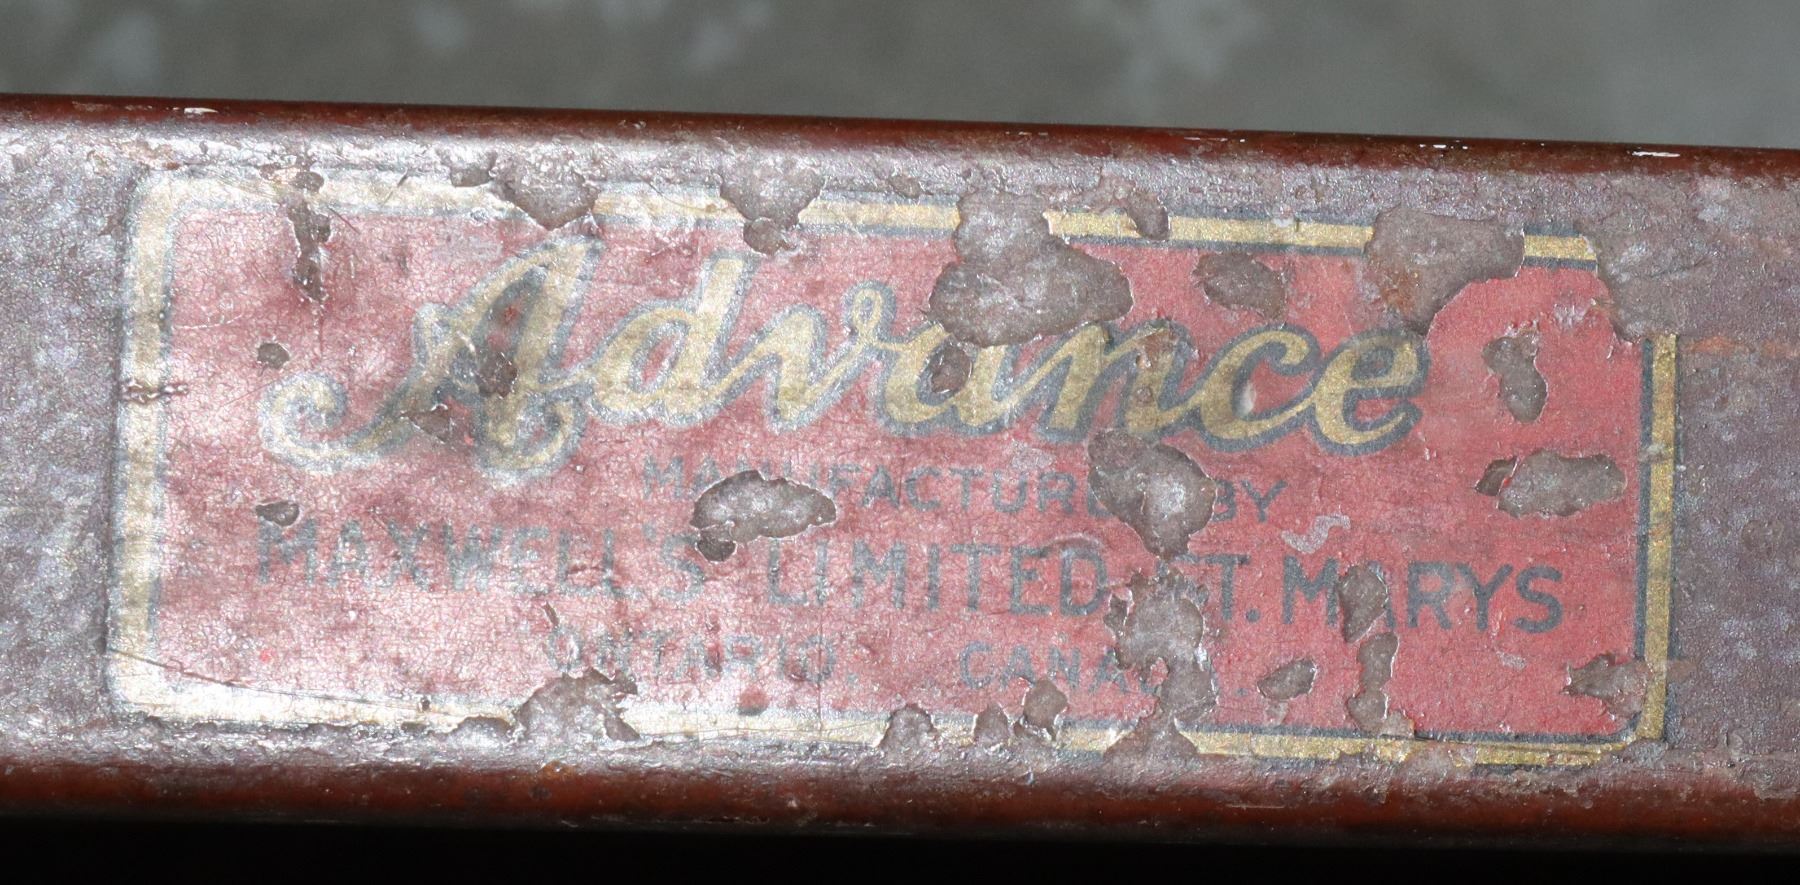 Advance
MANUFACTURED BY
MAXWELL'S LIMITED ST. MARYS
ONTARIO. CANADA.